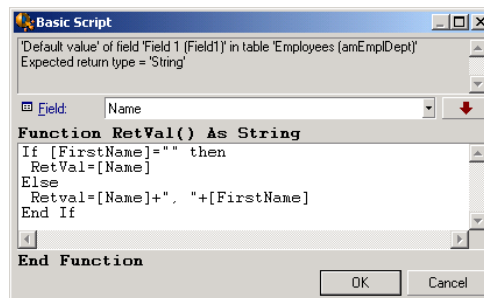 Basic Script
'Default value' of field 'Field 1 (Field1)' in table 'Employees (amEmplDept)'
Expected return type = 'String'
Field: Name
Function RetVal() As String
If [FirstName]="" then
RetVal=[Name]
Else
Retval=[Name]+", "+[FirstName]
End If
End Function
OK Cancel